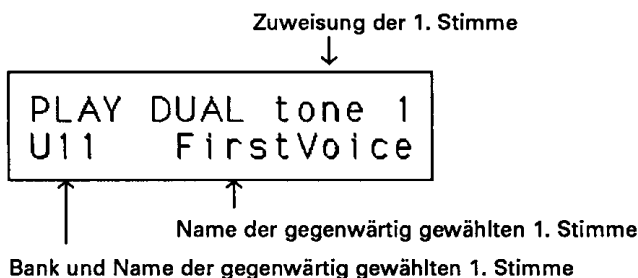 Zuweisung der 1. Stimme
PLAY DUAL tone 1
U11 FirstVoice
Name der gegenwärtig gewählten 1. Stimme
Bank und Name der gegenwärtig gewählten 1. Stimme